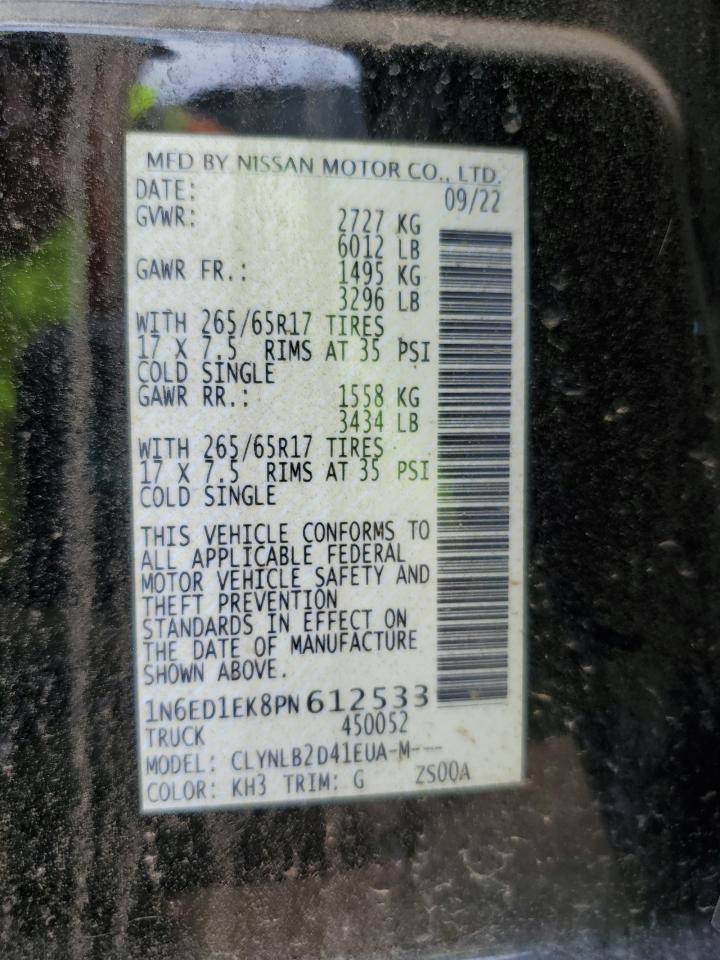 MFD BY NISSAN MOTOR CO., LTD.
DATE: 09/22
GVWR: 2727 KG
6012 LB
GAWR FR.: 1495 KG
3296 LB
WITH 265/65R17 TIRES
17 X 7.5 RIMS AT 35 PSI
COLD SINGLE
GAWR RR.: 1558 KG
3434 LB
WITH 265/65R17 TIRES
17 X 7.5 RIMS AT 35 PSI
COLD SINGLE
THIS VEHICLE CONFORMS TO
ALL APPLICABLE FEDERAL
MOTOR VEHICLE SAFETY AND
THEFT PREVENTION
STANDARDS IN EFFECT ON
THE DATE OF MANUFACTURE
SHOWN ABOVE.
1N6ED1EK8PN612533
TRUCK 450052
MODEL: CLYNLB2D41EUA-M---
COLOR: KH3 TRIM: G ZS00A